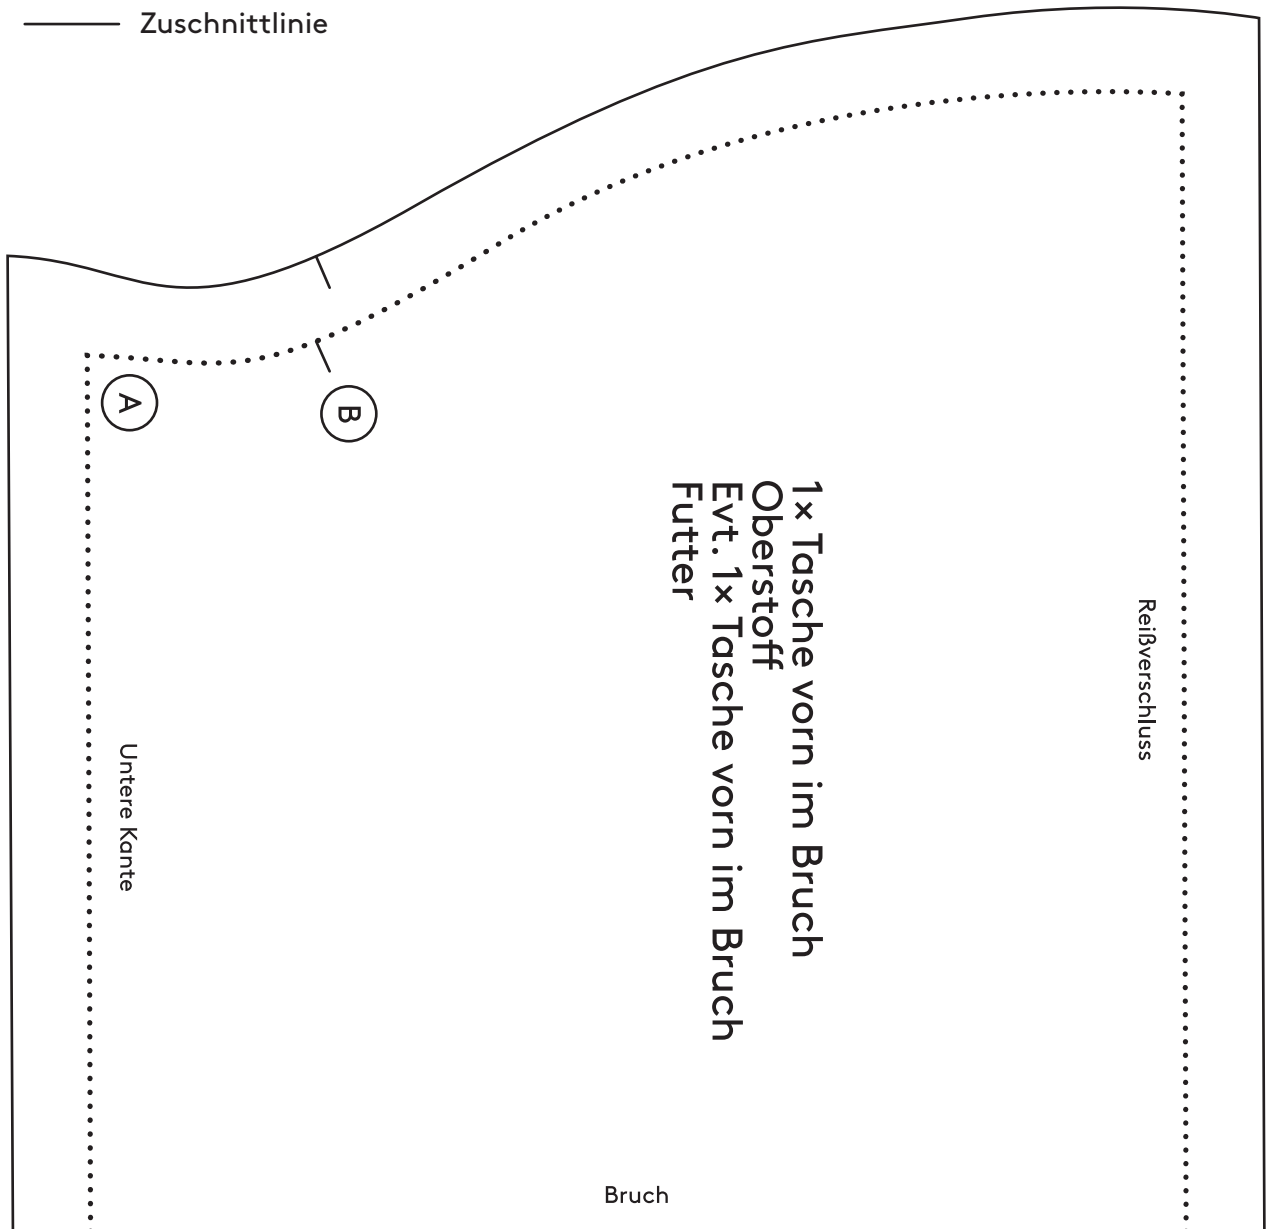 Zuschnittlinie
A
B
1× Tasche vorn im Bruch
Oberstoff
Evt. 1× Tasche vorn im Bruch
Futter
Reißverschluss
Untere Kante
Bruch